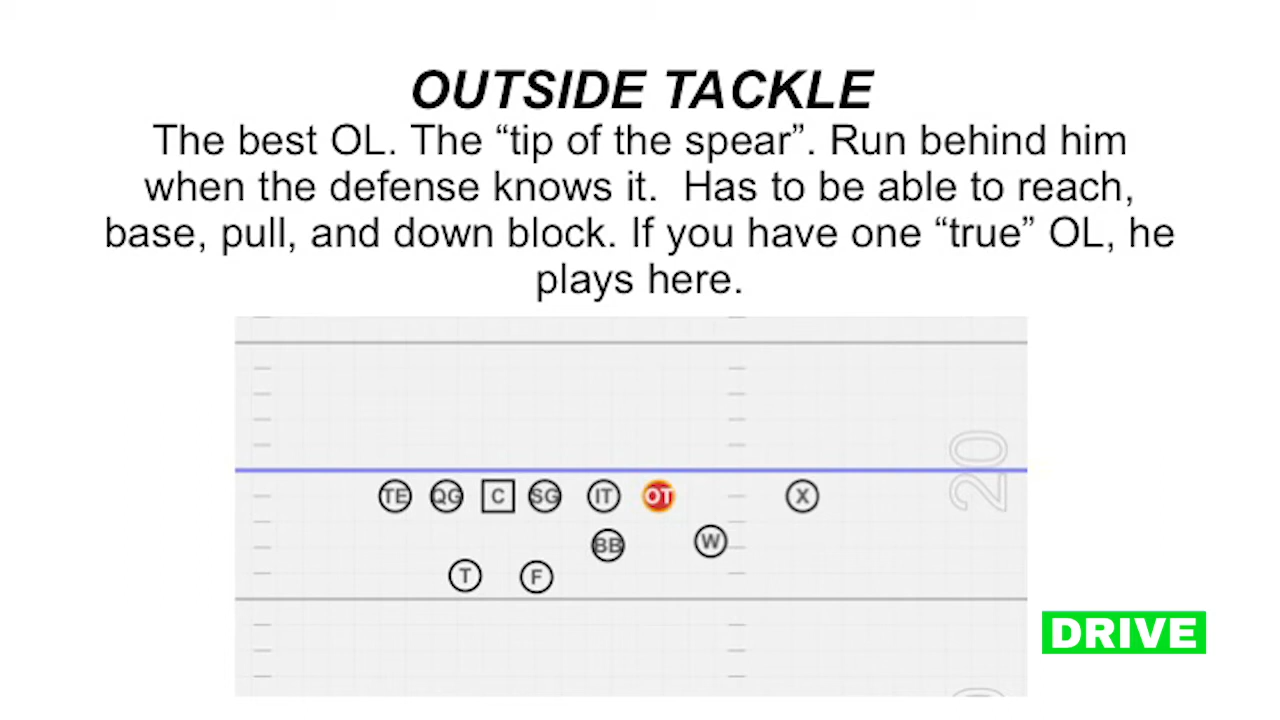 OUTSIDE TACKLE
The best OL. The “tip of the spear”. Run behind him
when the defense knows it.  Has to be able to reach,
base, pull, and down block. If you have one “true” OL, he
plays here.
20
TE QG C SG IT OT X
BB W
T F
DRIVE